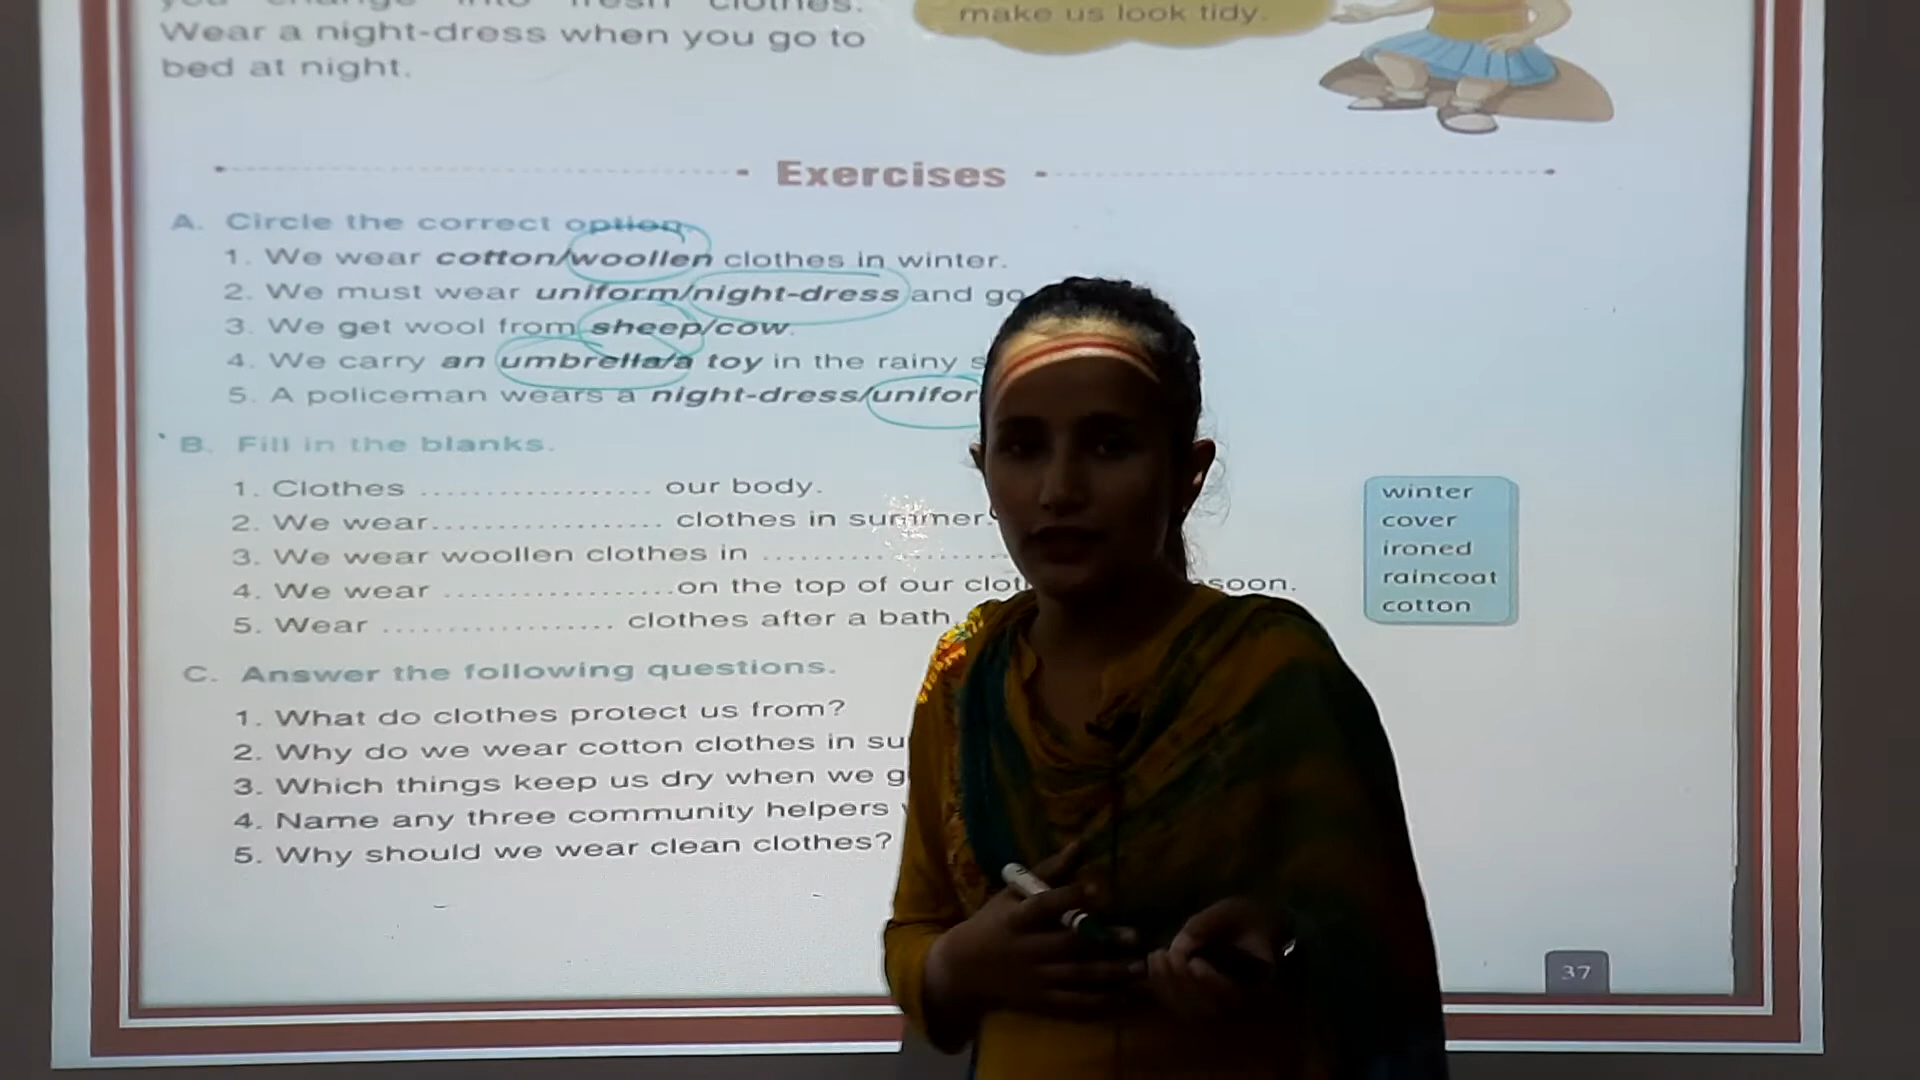 Wear a night-dress when you go to
bed at night.
make us look tidy.
Exercises
A. Circle the correct option.
1. We wear cotton/woollen clothes in winter.
2. We must wear uniform/night-dress and go
3. We get wool from sheep/cow.
4. We carry an umbrella/a toy in the rainy
5. A policeman wears a night-dress/
B. Fill in the blanks.
1. Clothes .................. our body.
2. We wear.................. clothes in summer.
3. We wear woollen clothes in ..................
4. We wear ..................on the top of our
5. Wear .................. clothes after a bath.
winter
cover
ironed
raincoat
cotton
C. Answer the following questions.
1. What do clothes protect us from?
2. Why do we wear cotton clothes in
3. Which things keep us dry when we
4. Name any three community helpers
5. Why should we wear clean clothes?
37